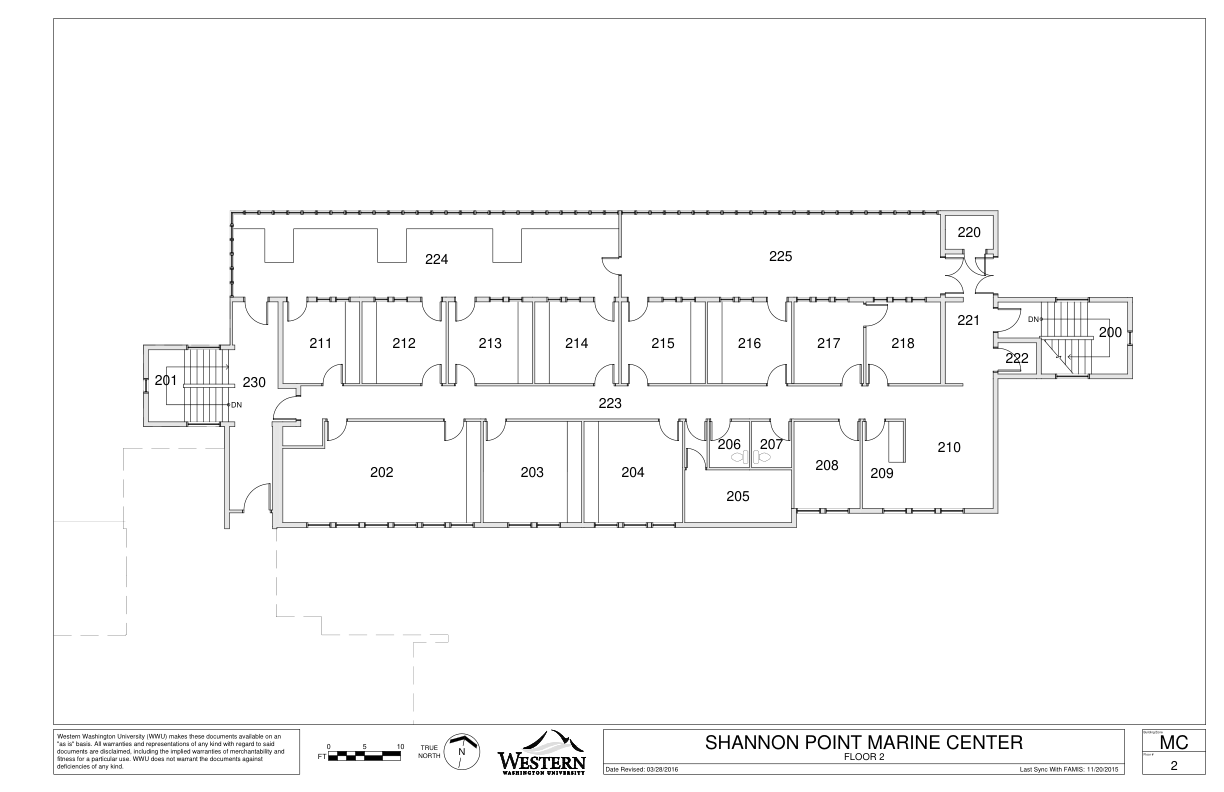 220
224
225
DN
200
221
211
212
213
214
215
216
217
218
222
201
230
DN
223
206
207
210
202
203
204
208
209
205
Western Washington University (WWU) makes these documents available on an
"as is" basis. All warranties and representations of any kind with regard to said
documents are disclaimed, including the implied warranties of merchantability and
fitness for a particular use. WWU does not warrant the documents against
deficiencies of any kind.
0 5 10
FT
TRUE
NORTH
N
WESTERN
WASHINGTON UNIVERSITY
SHANNON POINT MARINE CENTER
FLOOR 2
Date Revised: 03/28/2016
Last Sync With FAMIS: 11/20/2015
MC
2